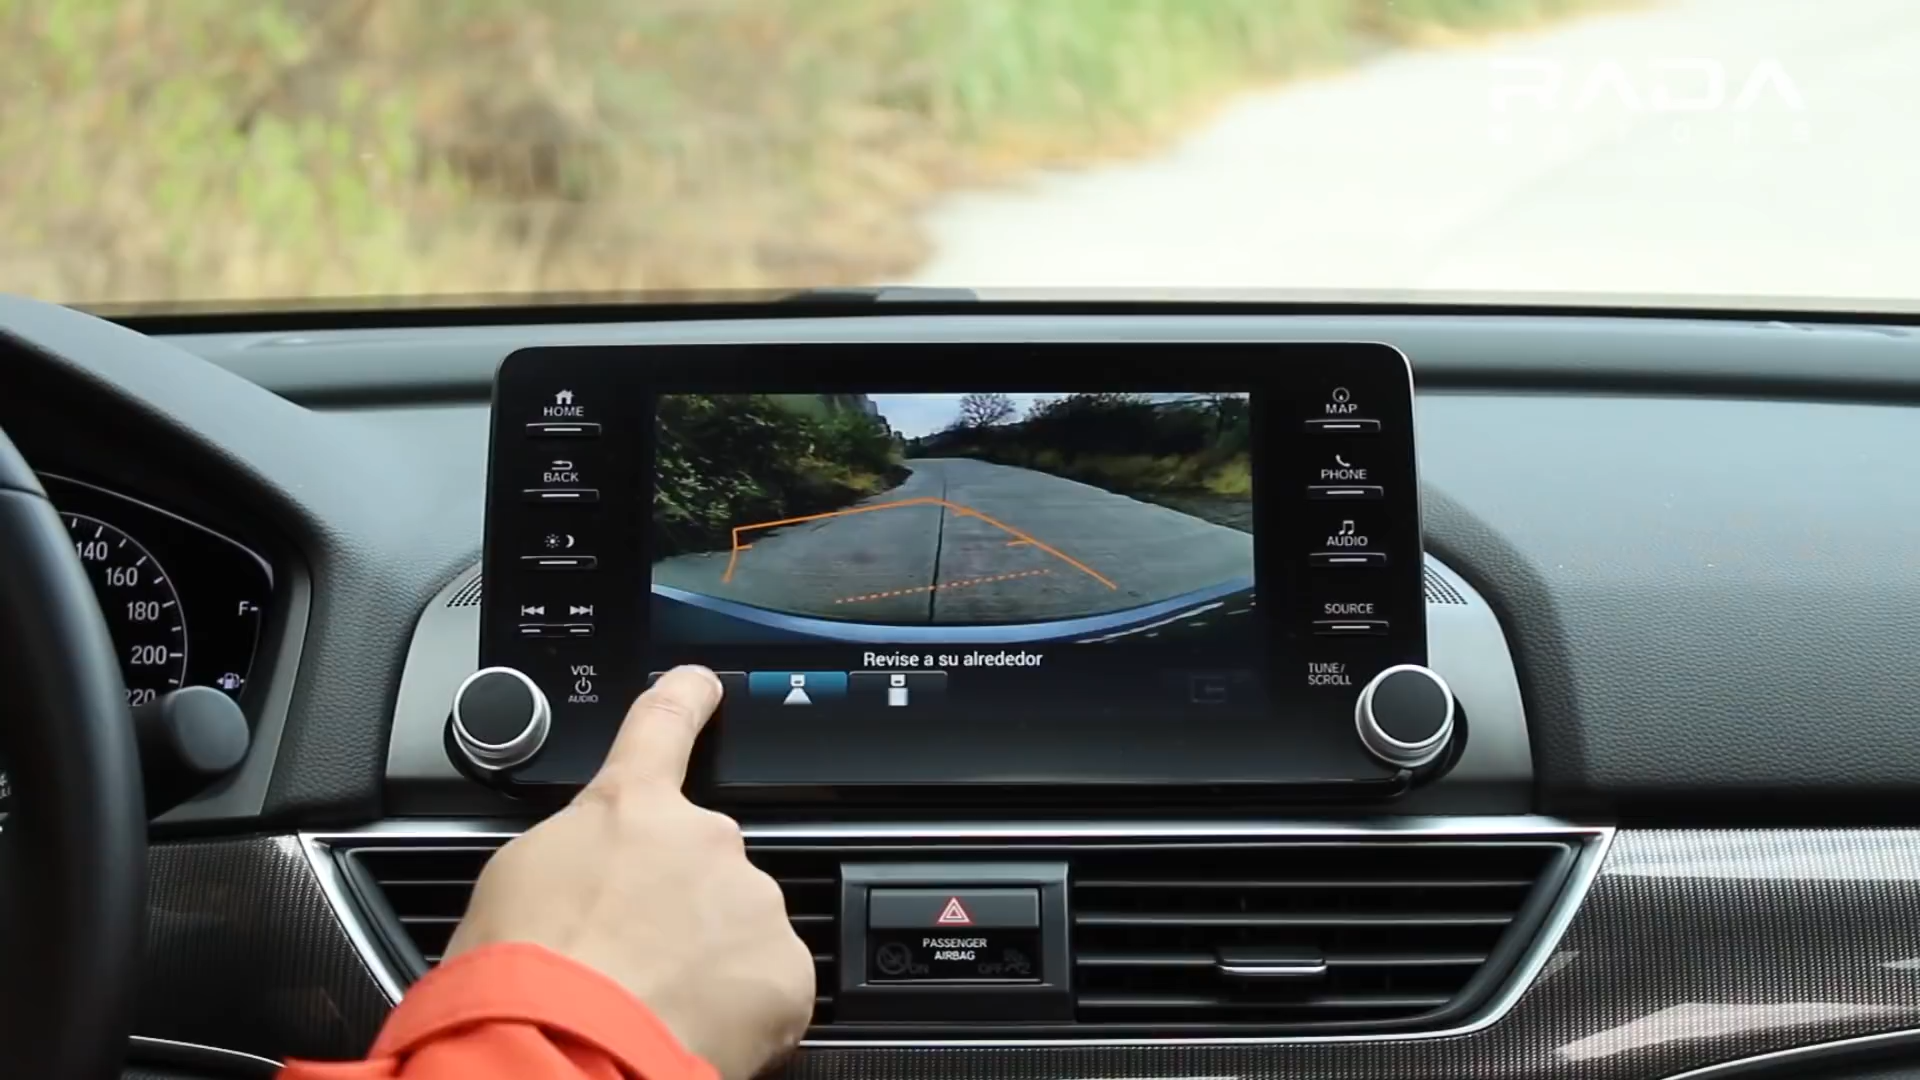 RADA
HOME
BACK
VOL
AUDIO
MAP
PHONE
AUDIO
SOURCE
TUNE/
SCROLL
Revise a su alrededor
140
160
180
200
220
F
PASSENGER
AIRBAG